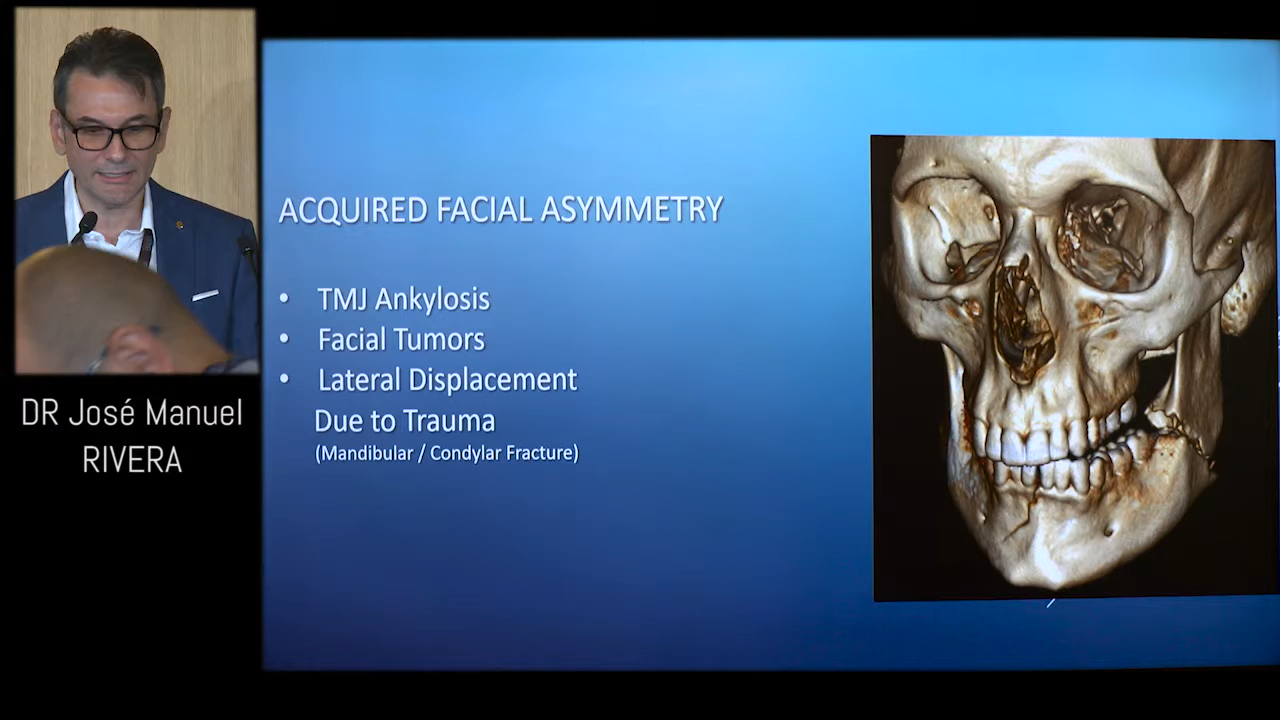 DR José Manuel
RIVERA
ACQUIRED FACIAL ASYMMETRY
• TMJ Ankylosis
• Facial Tumors
• Lateral Displacement
Due to Trauma
(Mandibular / Condylar Fracture)